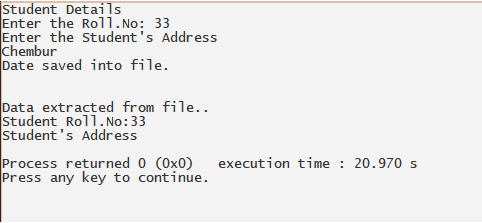 Student Details
Enter the Roll.No: 33
Enter the Student's Address
Chembur
Date saved into file.
Data extracted from file..
Student Roll.No:33
Student's Address
Process returned 0 (0x0)   execution time : 20.970 s
Press any key to continue.